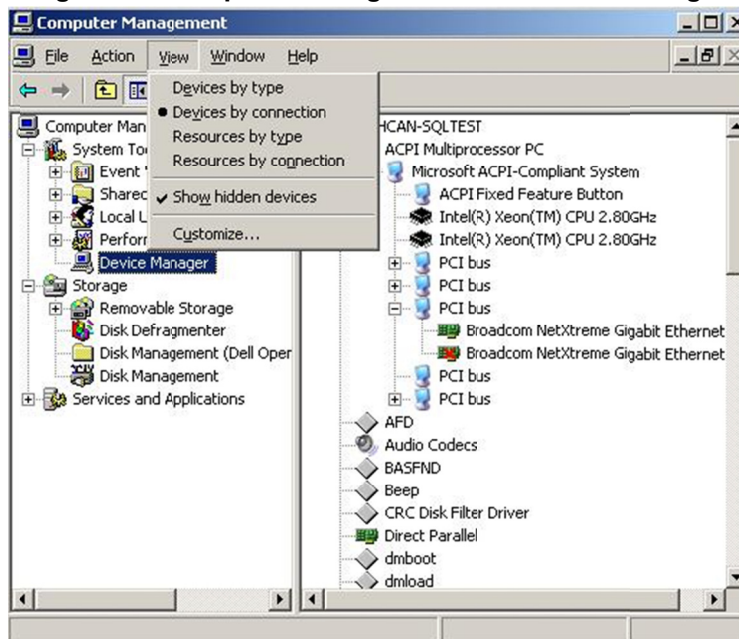 Computer Management
File Action View Window Help
Devices by type
Devices by connection
Resources by type
Resources by connection
Show hidden devices
Customize...
Computer Man
System Too
Event
Shared
Local U
Perform
Device Manager
Storage
Removable Storage
Disk Defragmenter
Disk Management (Dell Oper
Disk Management
Services and Applications
HCAN-SQLTEST
ACPI Multiprocessor PC
Microsoft ACPI-Compliant System
ACPI Fixed Feature Button
Intel(R) Xeon(TM) CPU 2.80GHz
Intel(R) Xeon(TM) CPU 2.80GHz
PCI bus
PCI bus
PCI bus
Broadcom NetXtreme Gigabit Ethernet
Broadcom NetXtreme Gigabit Ethernet
PCI bus
PCI bus
AFD
Audio Codecs
BASFND
Beep
CRC Disk Filter Driver
Direct Parallel
dmboot
dmload